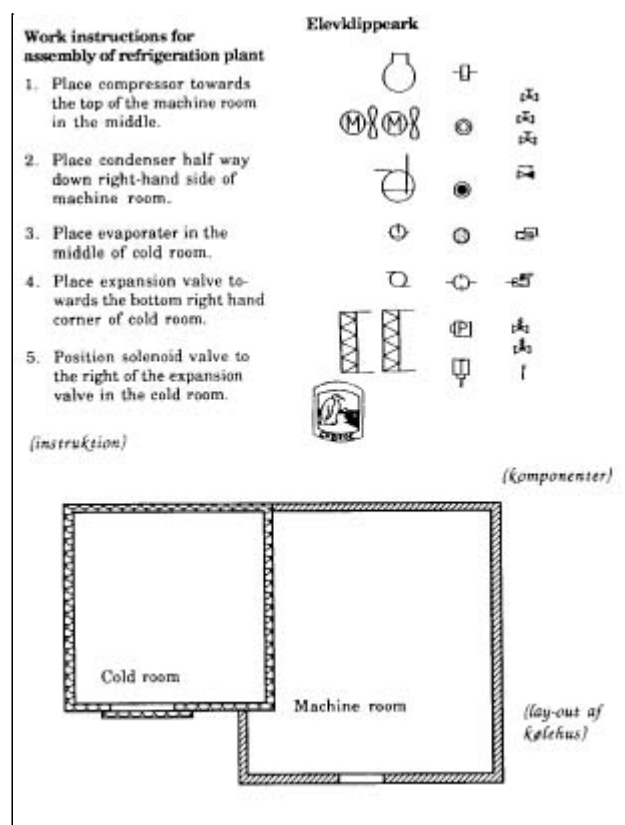 Work instructions for
assembly of refrigeration plant
1. Place compressor towards
the top of the machine room
in the middle.
2. Place condenser half way
down right-hand side of
machine room.
3. Place evaporater in the
middle of cold room.
4. Place expansion valve to-
wards the bottom right hand
corner of cold room.
5. Position solenoid valve to
the right of the expansion
valve in the cold room.
(instruktion)
Elevklippeark
M M
P
(komponenter)
Cold room
Machine room
(lay-out af
kølehus)